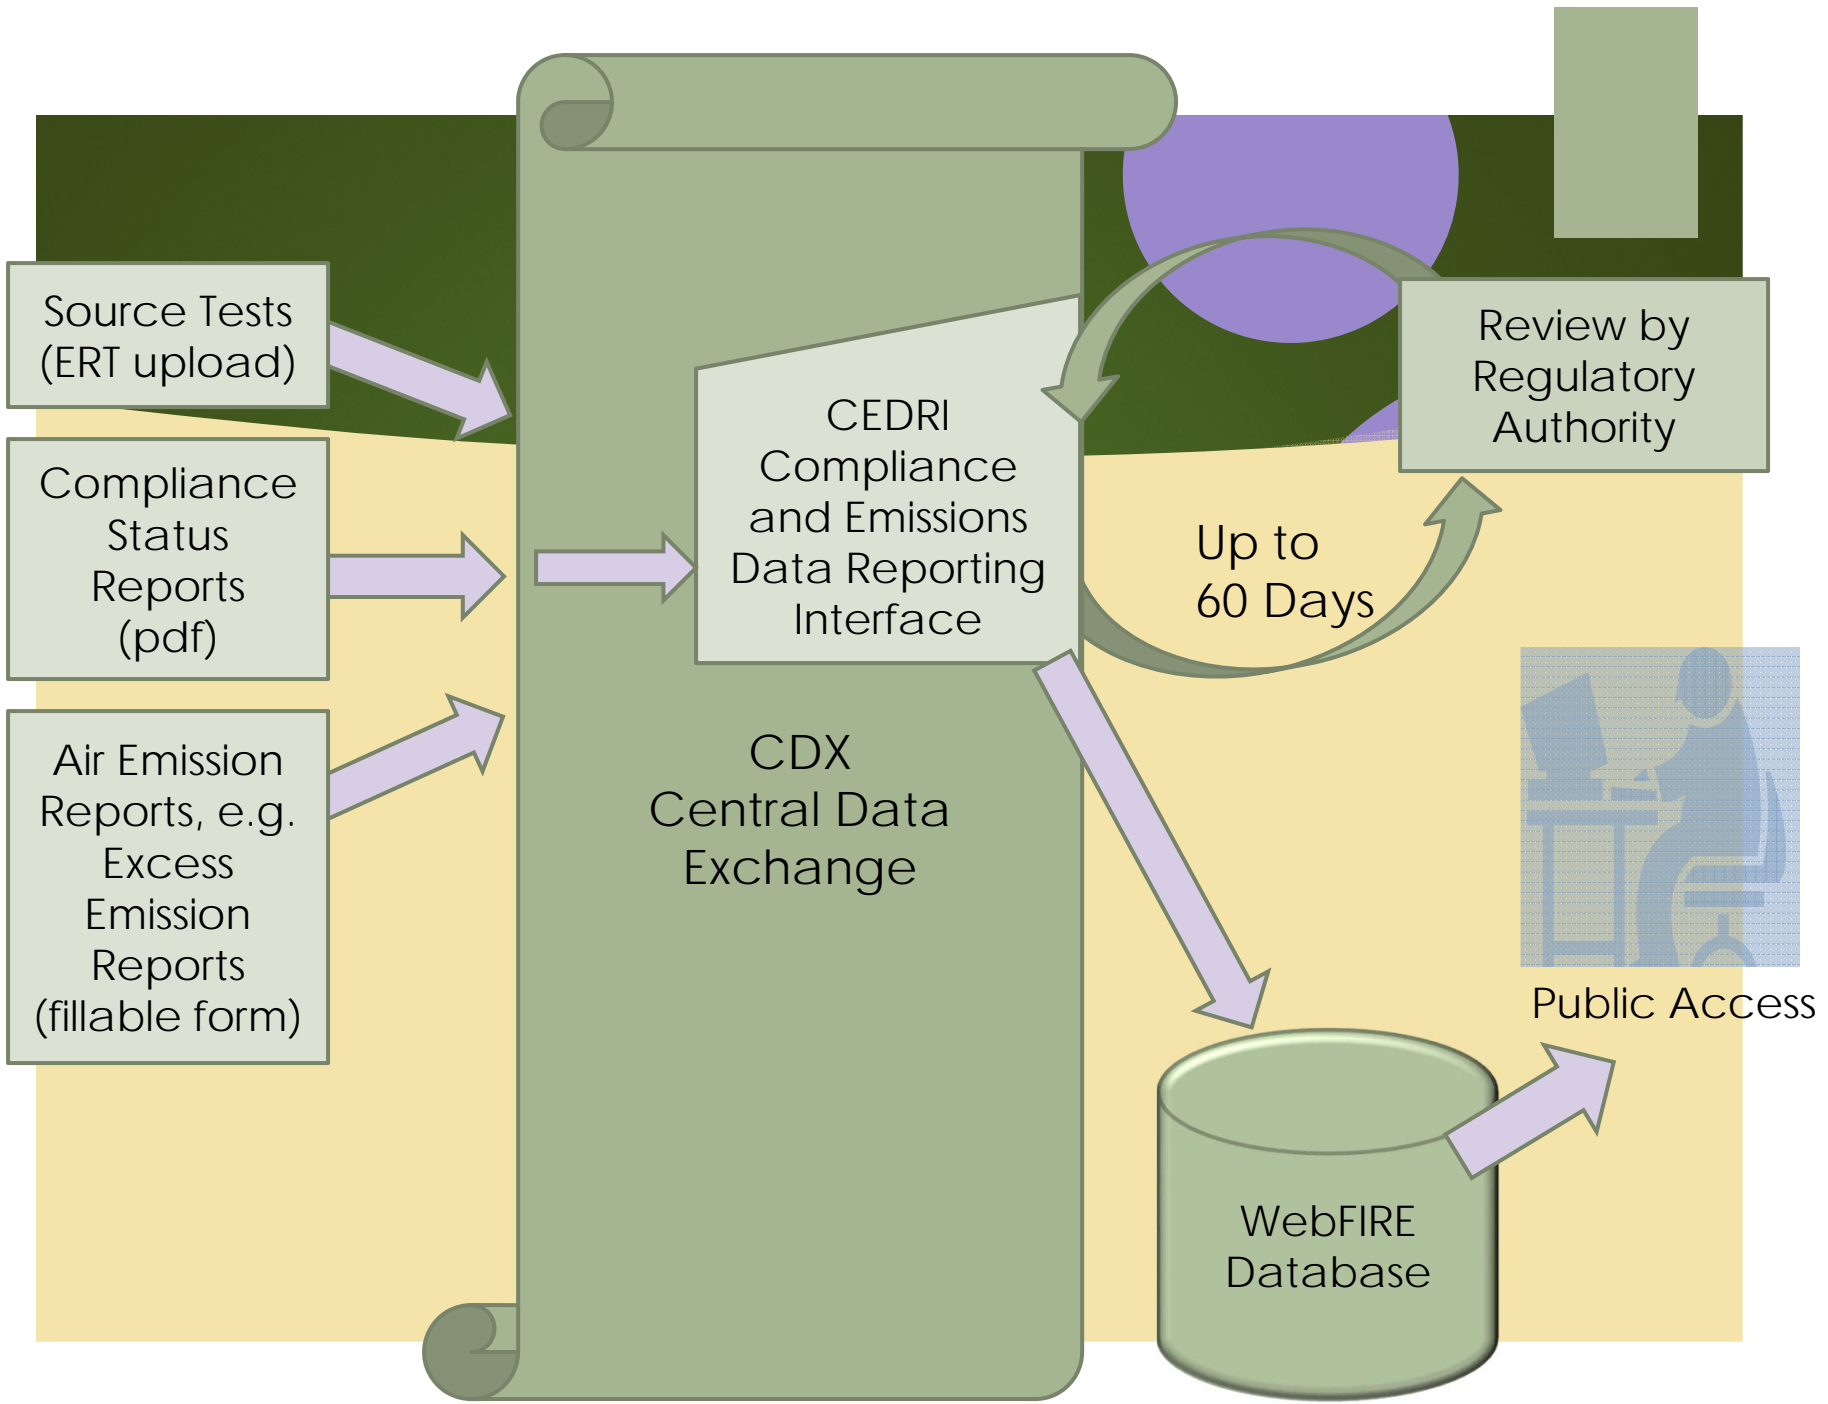 Source Tests
(ERT upload)
Compliance
Status
Reports
(pdf)
Air Emission
Reports, e.g.
Excess
Emission
Reports
(fillable form)
CEDRI
Compliance
and Emissions
Data Reporting
Interface
CDX
Central Data
Exchange
Review by
Regulatory
Authority
Up to
60 Days
Public Access
WebFIRE
Database